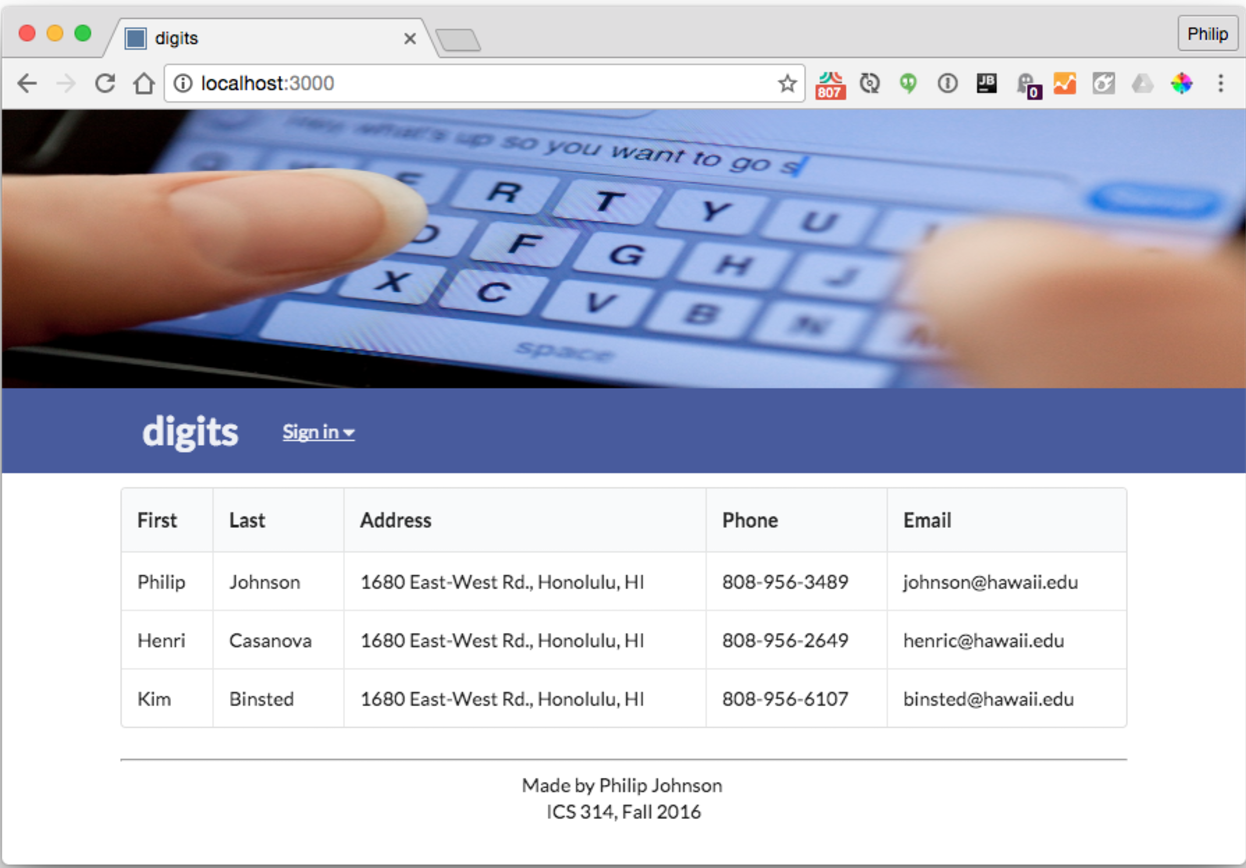 digits
Philip
localhost:3000
807
JB
0
Hey, what's up so you want to go s
E R T Y U
D F G H J
X C V B N M
space
digits Sign in
First Last Address Phone Email
Philip Johnson 1680 East-West Rd., Honolulu, HI 808-956-3489 johnson@hawaii.edu
Henri Casanova 1680 East-West Rd., Honolulu, HI 808-956-2649 henric@hawaii.edu
Kim Binsted 1680 East-West Rd., Honolulu, HI 808-956-6107 binsted@hawaii.edu
Made by Philip Johnson
ICS 314, Fall 2016